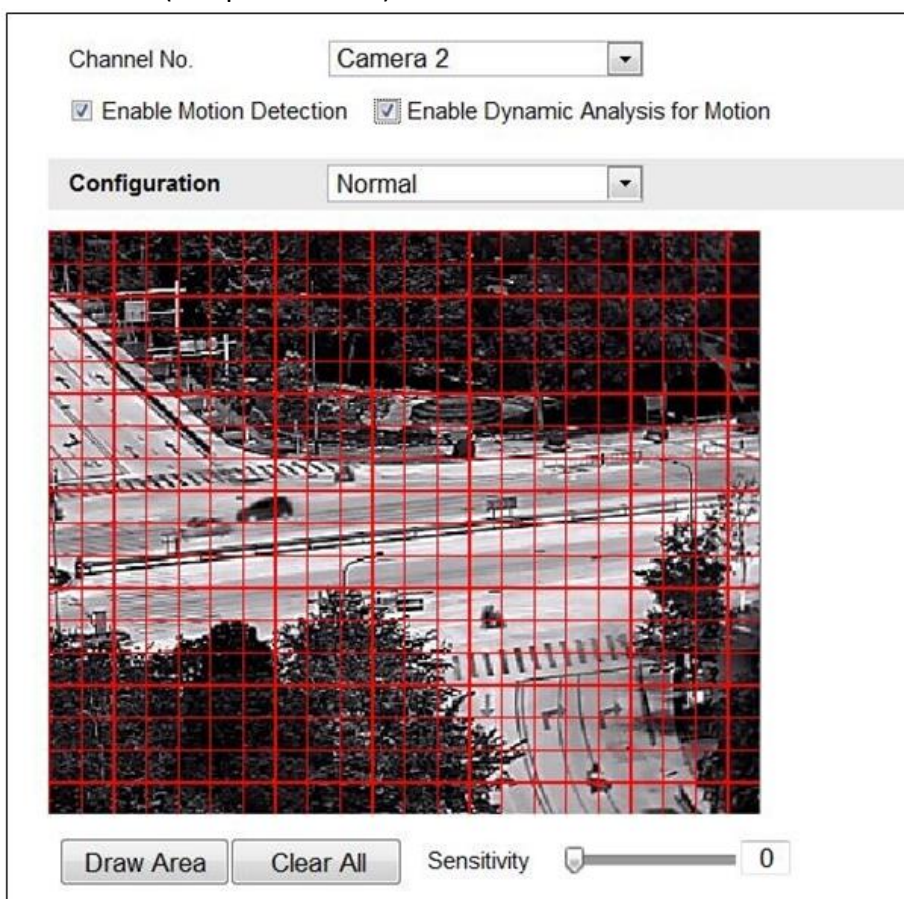 Channel No. Camera 2
Enable Motion Detection Enable Dynamic Analysis for Motion
Configuration Normal
Draw Area Clear All Sensitivity 0